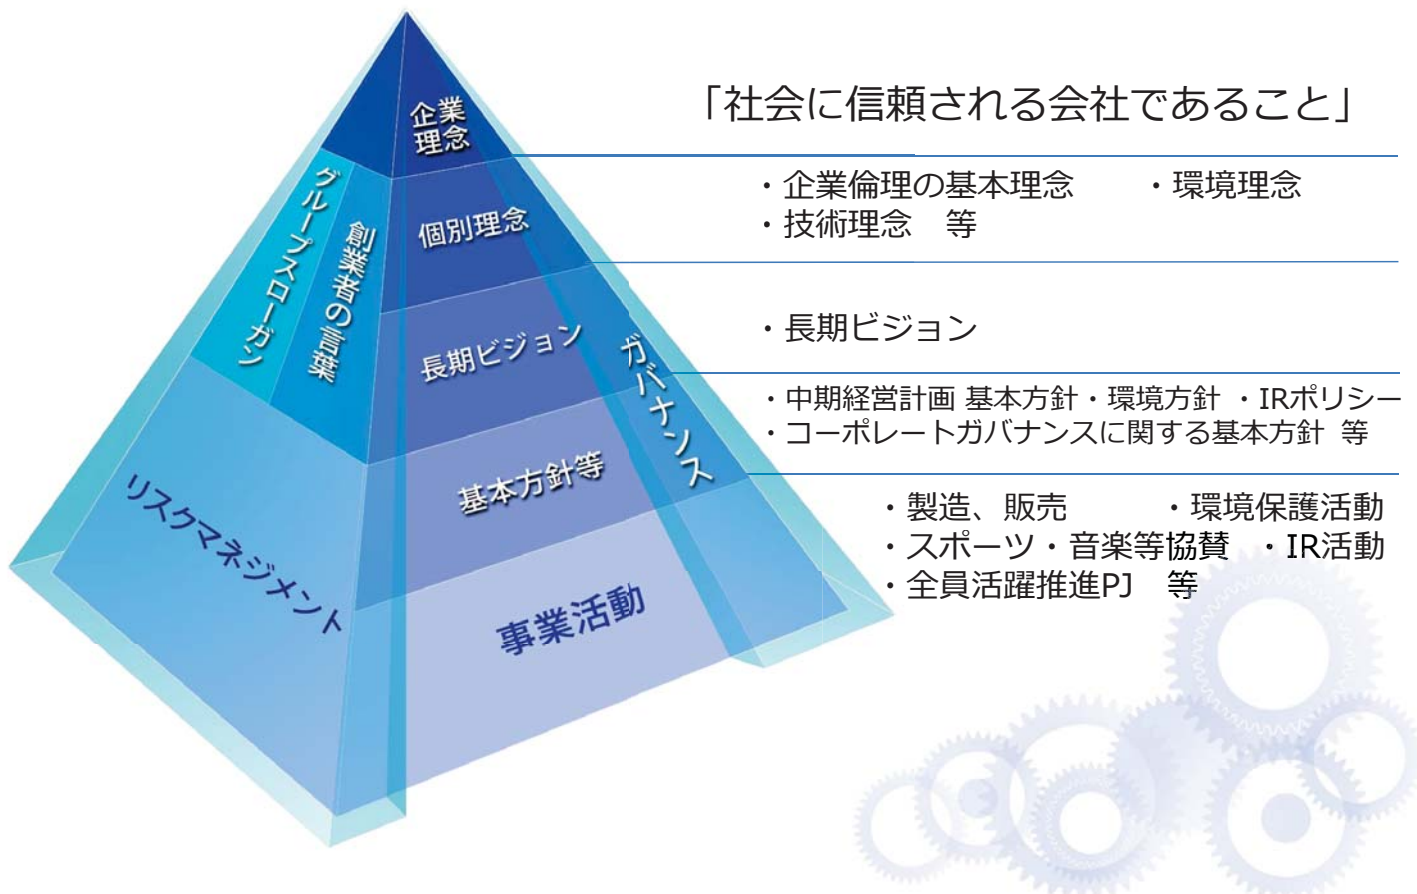 「社会に信頼される会社であること」
企業
理念
・企業倫理の基本理念　　・環境理念
・技術理念　等
グループスローガン
創業者の言葉
個別理念
・長期ビジョン
長期ビジョン
ガバナンス
・中期経営計画 基本方針・環境方針 ・IRポリシー
・コーポレートガバナンスに関する基本方針 等
基本方針等
リスクマネジメント
・製造、販売　　　・環境保護活動
・スポーツ・音楽等協賛　・IR活動
・全員活躍推進PJ　等
事業活動